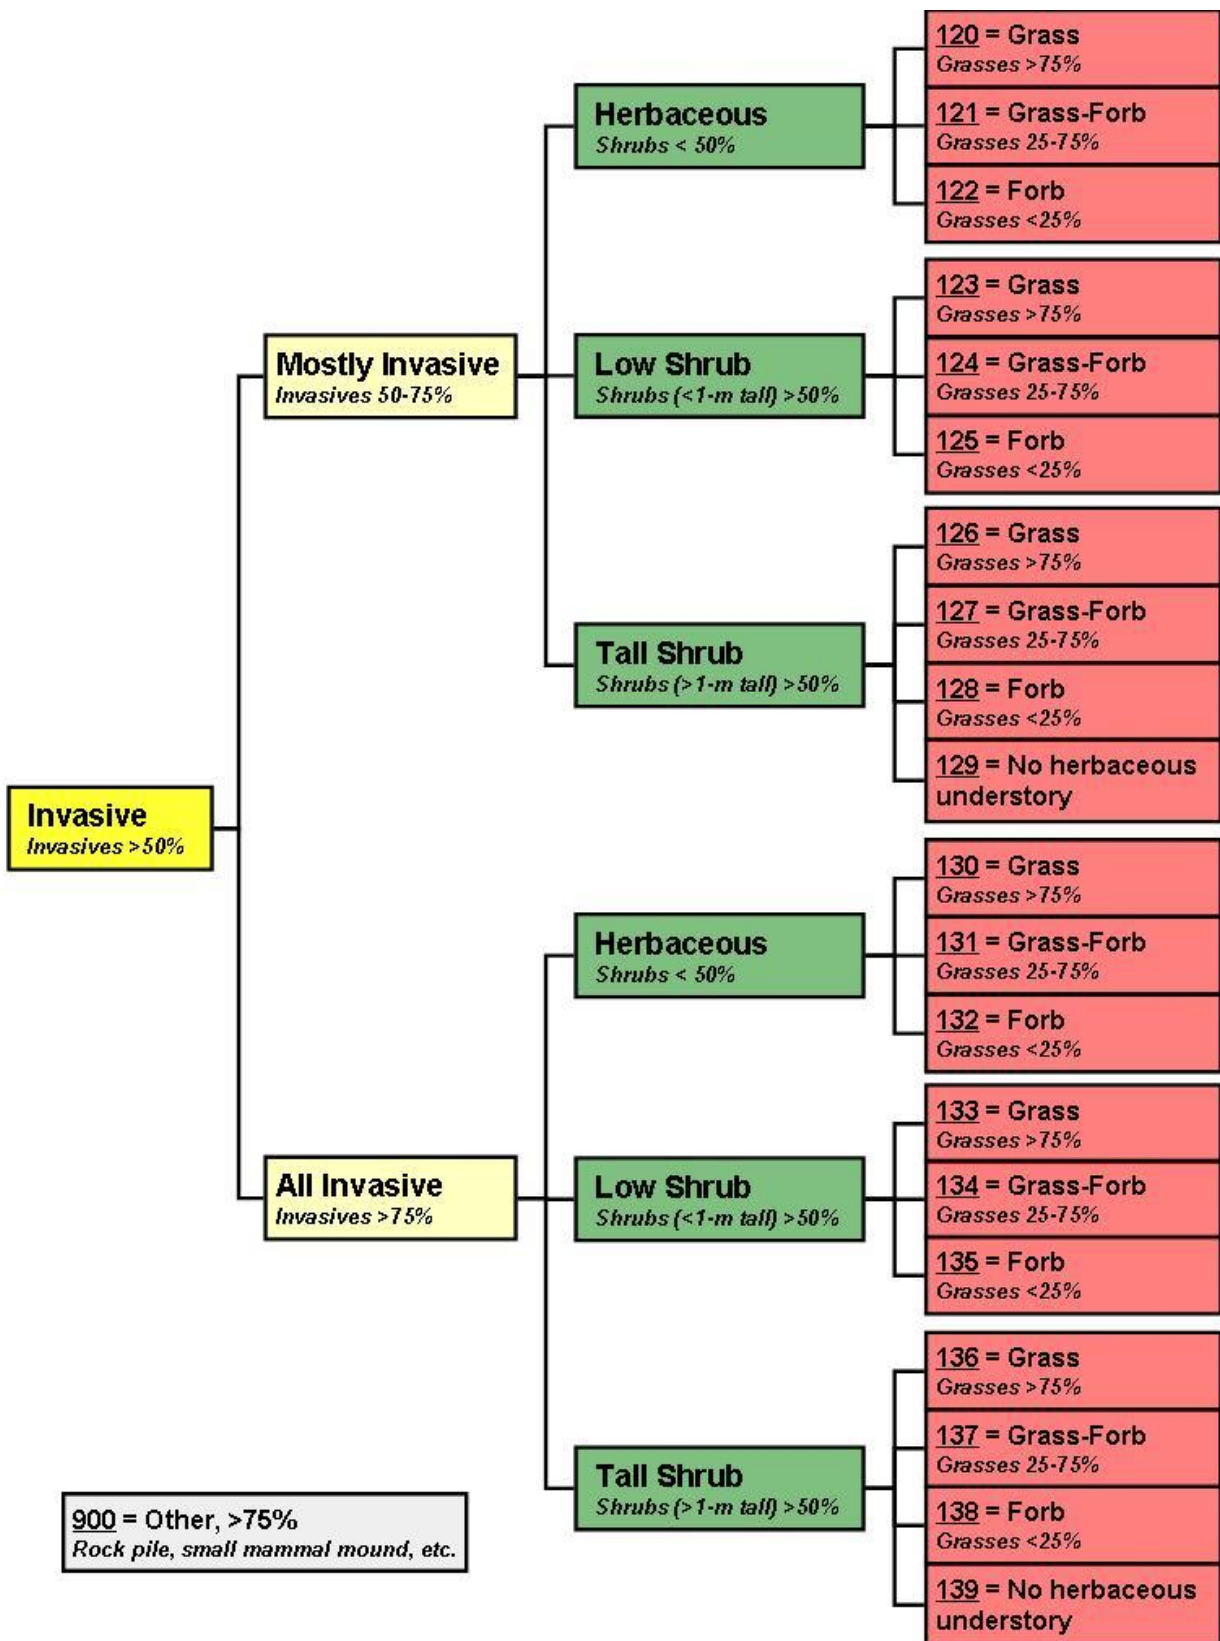 120 = Grass
Grasses >75%
Herbaceous
Shrubs < 50%
121 = Grass-Forb
Grasses 25-75%
122 = Forb
Grasses <25%
123 = Grass
Grasses >75%
Mostly Invasive
Invasives 50-75%
Low Shrub
Shrubs (<1-m tall) >50%
124 = Grass-Forb
Grasses 25-75%
125 = Forb
Grasses <25%
126 = Grass
Grasses >75%
127 = Grass-Forb
Grasses 25-75%
Tall Shrub
Shrubs (>1-m tall) >50%
128 = Forb
Grasses <25%
129 = No herbaceous
understory
Invasive
Invasives >50%
130 = Grass
Grasses >75%
Herbaceous
Shrubs < 50%
131 = Grass-Forb
Grasses 25-75%
132 = Forb
Grasses <25%
133 = Grass
Grasses >75%
All Invasive
Invasives >75%
Low Shrub
Shrubs (<1-m tall) >50%
134 = Grass-Forb
Grasses 25-75%
135 = Forb
Grasses <25%
136 = Grass
Grasses >75%
137 = Grass-Forb
Grasses 25-75%
Tall Shrub
Shrubs (>1-m tall) >50%
138 = Forb
Grasses <25%
139 = No herbaceous
understory
900 = Other, >75%
Rock pile, small mammal mound, etc.